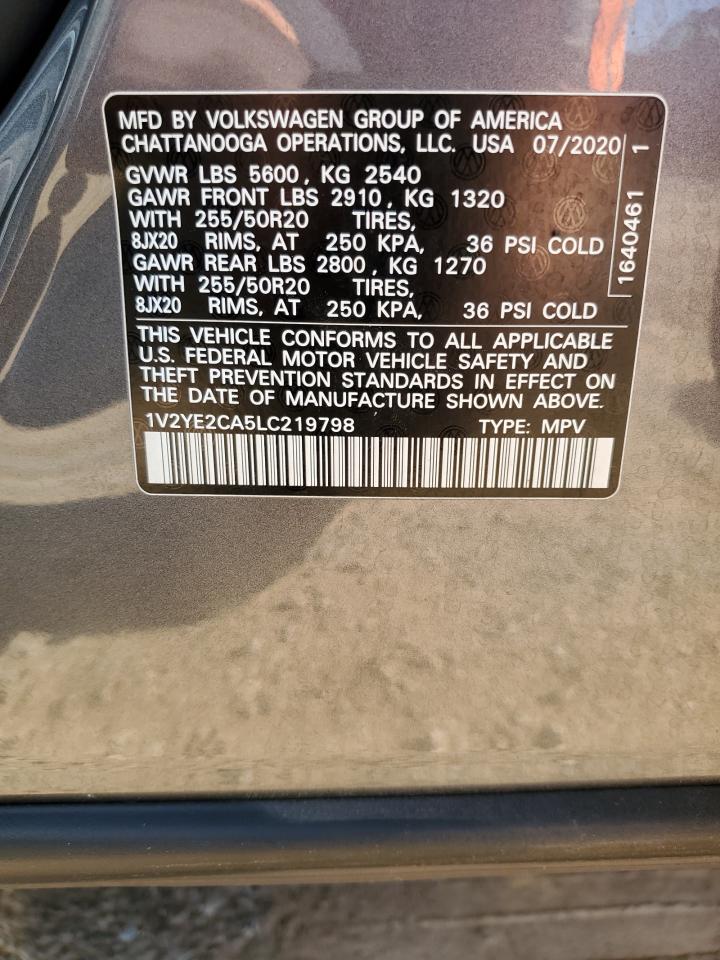 MFD BY VOLKSWAGEN GROUP OF AMERICA
CHATTANOOGA OPERATIONS, LLC. USA 07/2020
GVWR LBS 5600, KG 2540
GAWR FRONT LBS 2910, KG 1320
WITH 255/50R20 TIRES,
8JX20 RIMS, AT 250 KPA, 36 PSI COLD
GAWR REAR LBS 2800, KG 1270
WITH 255/50R20 TIRES,
8JX20 RIMS, AT 250 KPA, 36 PSI COLD
1640461 1
THIS VEHICLE CONFORMS TO ALL APPLICABLE
U.S. FEDERAL MOTOR VEHICLE SAFETY AND
THEFT PREVENTION STANDARDS IN EFFECT ON
THE DATE OF MANUFACTURE SHOWN ABOVE.
1V2YE2CA5LC219798 TYPE: MPV